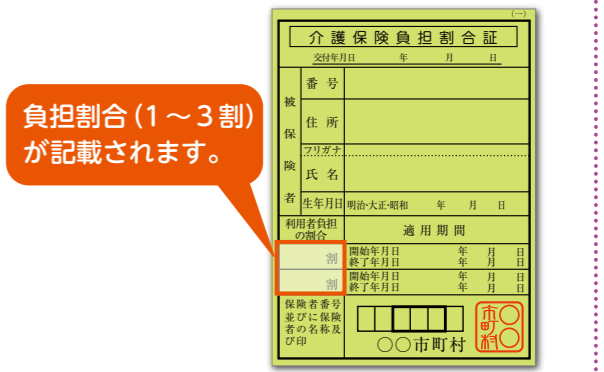 (一)
介護保険負担割合証
交付年月日 年 月 日
被保険者
番号
住所
フリガナ
氏名
生年月日 明治・大正・昭和 年 月 日
利用者負担の割合
適用期間
割 開始年月日 年 月 日
終了年月日 年 月 日
割 開始年月日 年 月 日
終了年月日 年 月 日
保険者番号
並びに保険
者の名称及
び印
○○市町村
市町村○○
負担割合(1〜3割)
が記載されます。